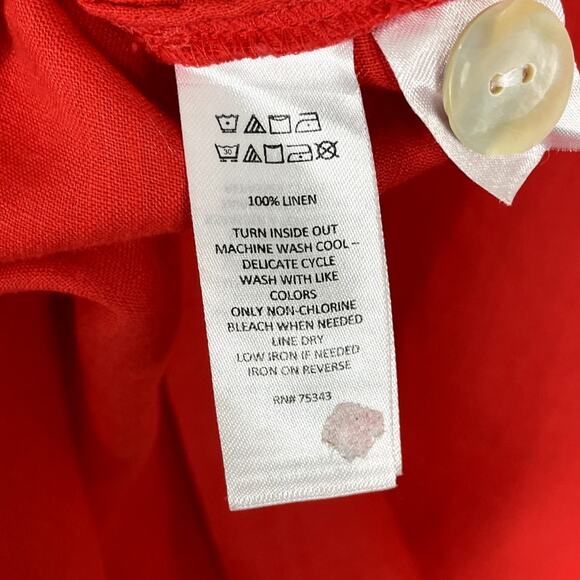 30
100% LINEN
TURN INSIDE OUT
MACHINE WASH COOL –
DELICATE CYCLE
WASH WITH LIKE
COLORS
ONLY NON-CHLORINE
BLEACH WHEN NEEDED
LINE DRY
LOW IRON IF NEEDED
IRON ON REVERSE
RN# 75343